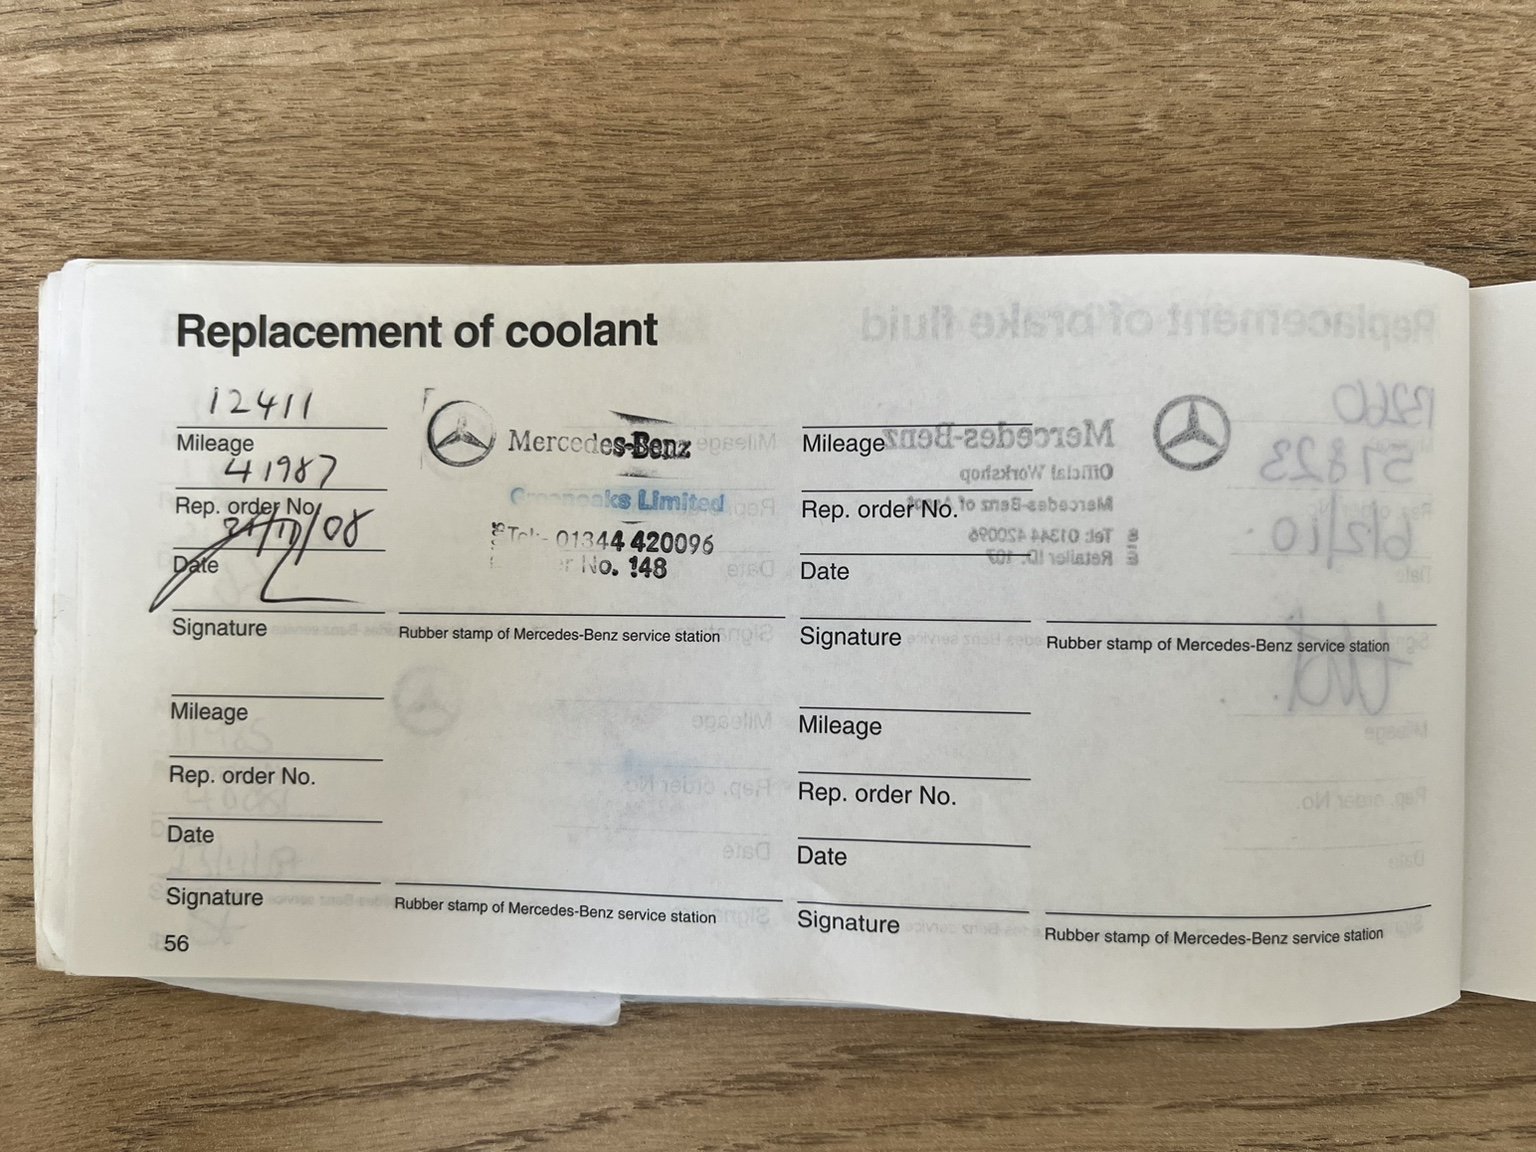 Replacement of coolant
12411
Mileage
41987
Rep. order No.
/08
Date
Signature
Mercedes-Benz
Greenoaks Limited
Tel:- 01344 420096
No. 148
Rubber stamp of Mercedes-Benz service station
Mileage
Rep. order No.
Date
Signature
Rubber stamp of Mercedes-Benz service station
Mileage
Rep. order No.
Date
Signature
Rubber stamp of Mercedes-Benz service station
Mileage
Rep. order No.
Date
Signature
Rubber stamp of Mercedes-Benz service station
56